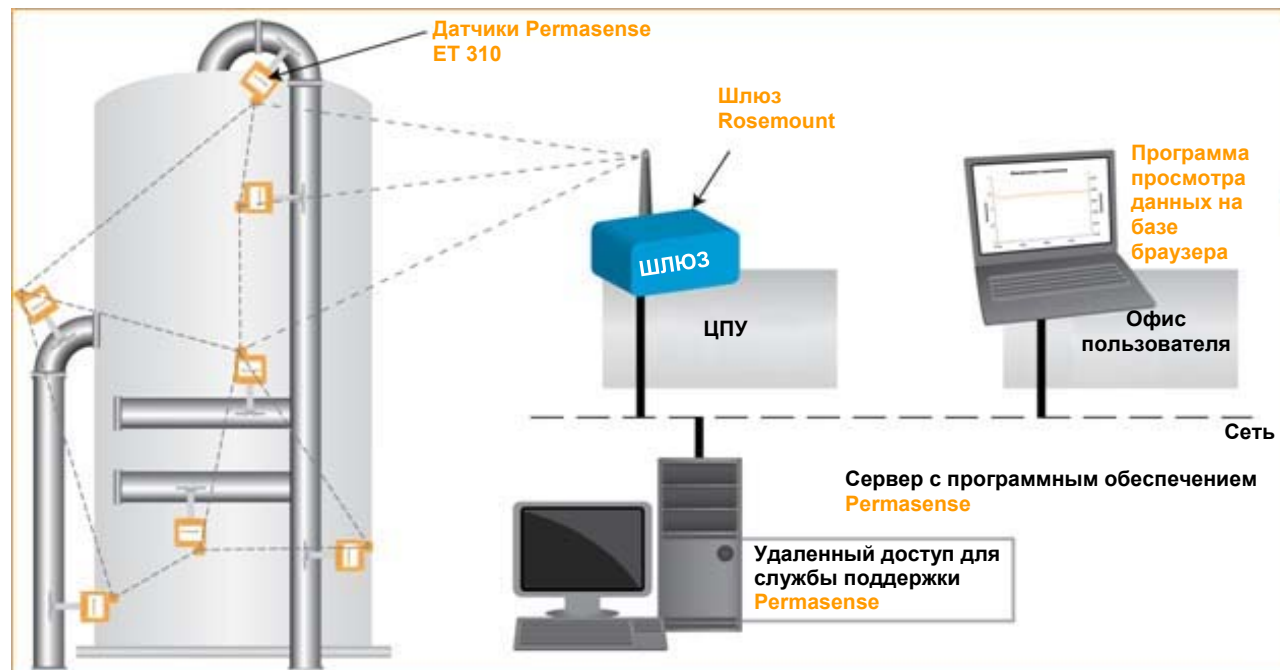 Датчики Permasense
ET 310
Шлюз
Rosemount
Программа
просмотра
данных на
базе
браузера
ШЛЮЗ
ЦПУ
Офис
пользователя
Сеть
Сервер с программным обеспечением
Permasense
Удаленный доступ для
службы поддержки
Permasense